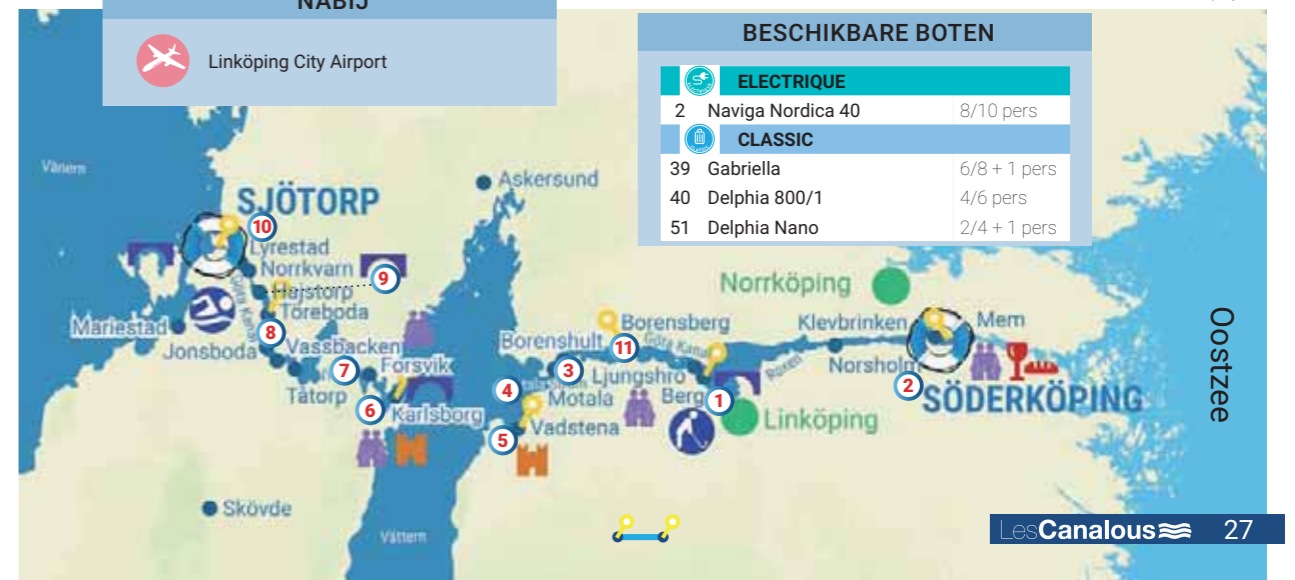 NABIJ
Linköping City Airport
BESCHIKBARE BOTEN
ELECTRIQUE
2 Naviga Nordica 40 8/10 pers
CLASSIC
39 Gabriella 6/8 + 1 pers
40 Delphia 800/1 4/6 pers
51 Delphia Nano 2/4 + 1 pers
Vänern
SJÖTORP
10
Lyrestad
Norrkvarn
9
Hajstorp
Töreboda
Mariestad
8
Jonsboda
Vassbacken
7
Forsvik
Tåtorp
6
Karlsborg
Skövde
Vättern
Askersund
Borenshult
11
Borensberg
Göta Kanal
3
4
Motala
Ljungshro
5
Vadstena
Berg
1
Linköping
Roxen
Norrköping
Klevbrinken
Norsholm
Mem
2
SÖDERKÖPING
Oostzee
LesCanalous 27